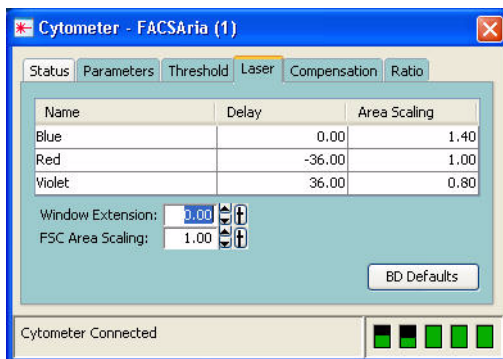 Cytometer - FACSAria (1)
Status Parameters Threshold Laser Compensation Ratio
Name Delay Area Scaling
Blue 0.00 1.40
Red -36.00 1.00
Violet 36.00 0.80
Window Extension: 0.00
FSC Area Scaling: 1.00
BD Defaults
Cytometer Connected